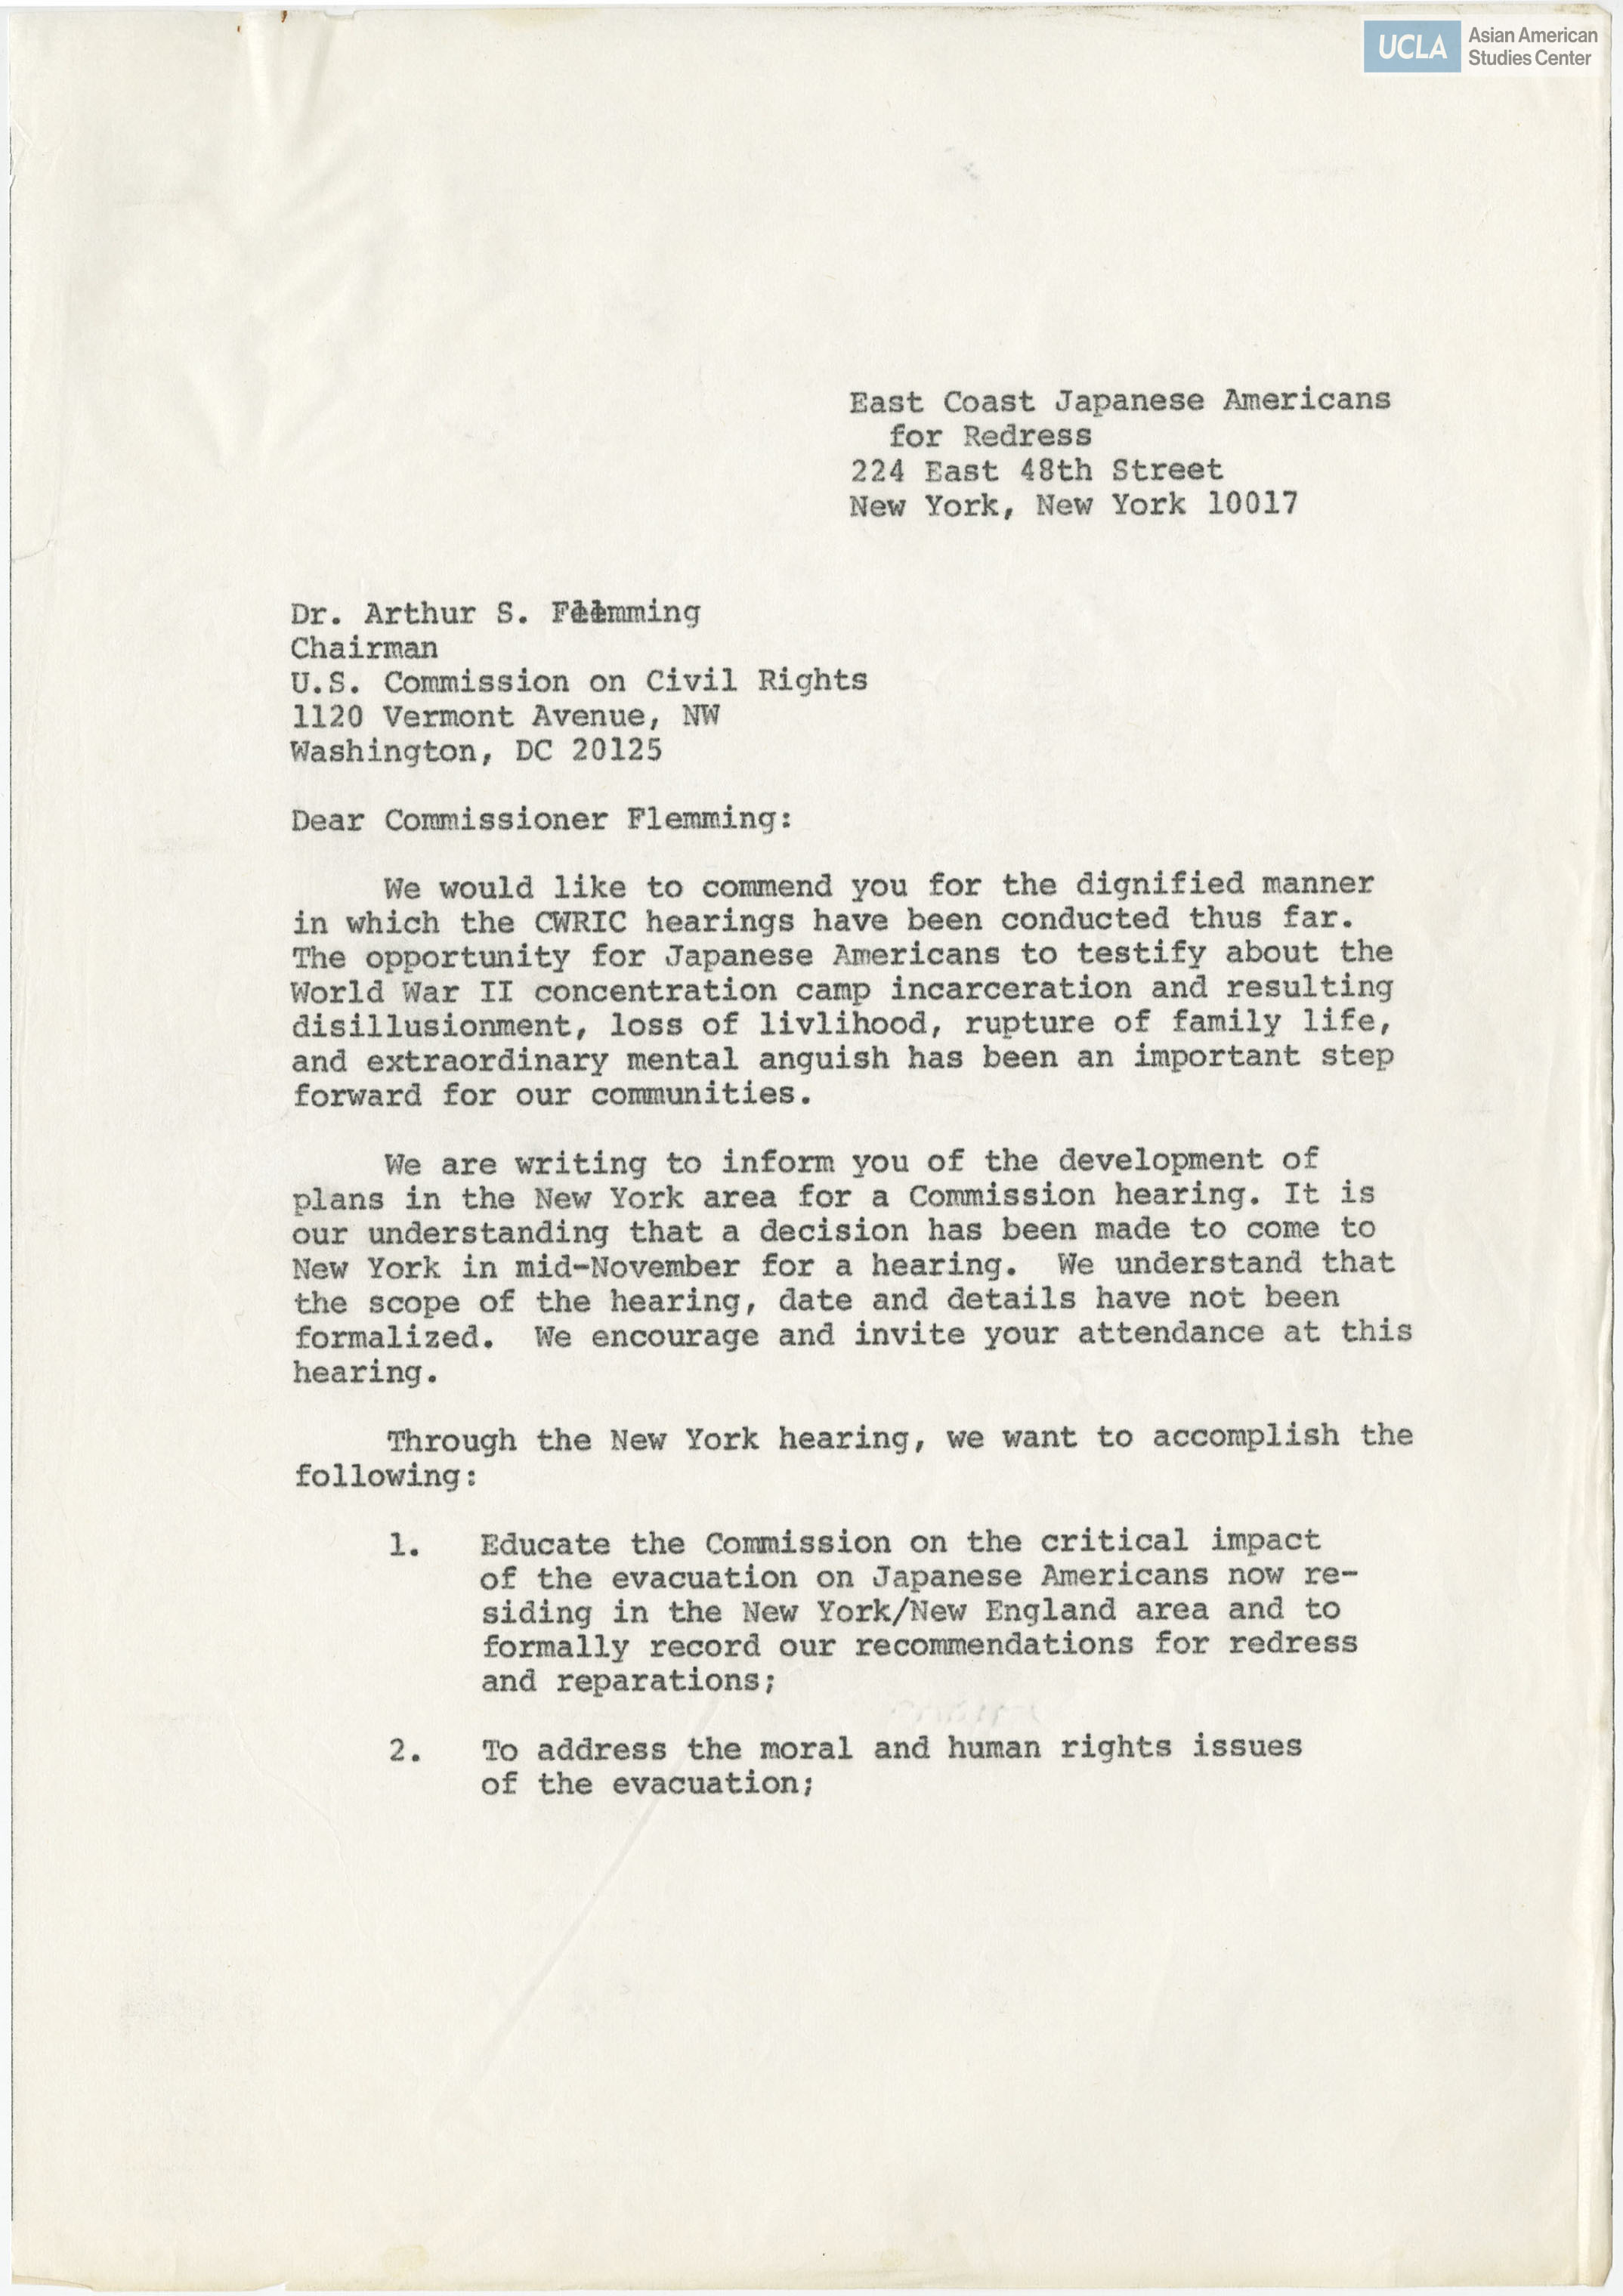 UCLA Asian American
Studies Center
East Coast Japanese Americans
for Redress
224 East 48th Street
New York, New York 10017
Dr. Arthur S. Flemming
Chairman
U.S. Commission on Civil Rights
1120 Vermont Avenue, NW
Washington, DC 20125
Dear Commissioner Flemming:
We would like to commend you for the dignified manner
in which the CWRIC hearings have been conducted thus far.
The opportunity for Japanese Americans to testify about the
World War II concentration camp incarceration and resulting
disillusionment, loss of livlihood, rupture of family life,
and extraordinary mental anguish has been an important step
forward for our communities.
We are writing to inform you of the development of
plans in the New York area for a Commission hearing. It is
our understanding that a decision has been made to come to
New York in mid-November for a hearing. We understand that
the scope of the hearing, date and details have not been
formalized. We encourage and invite your attendance at this
hearing.
Through the New York hearing, we want to accomplish the
following:
1. Educate the Commission on the critical impact
of the evacuation on Japanese Americans now re-
siding in the New York/New England area and to
formally record our recommendations for redress
and reparations;
2. To address the moral and human rights issues
of the evacuation;